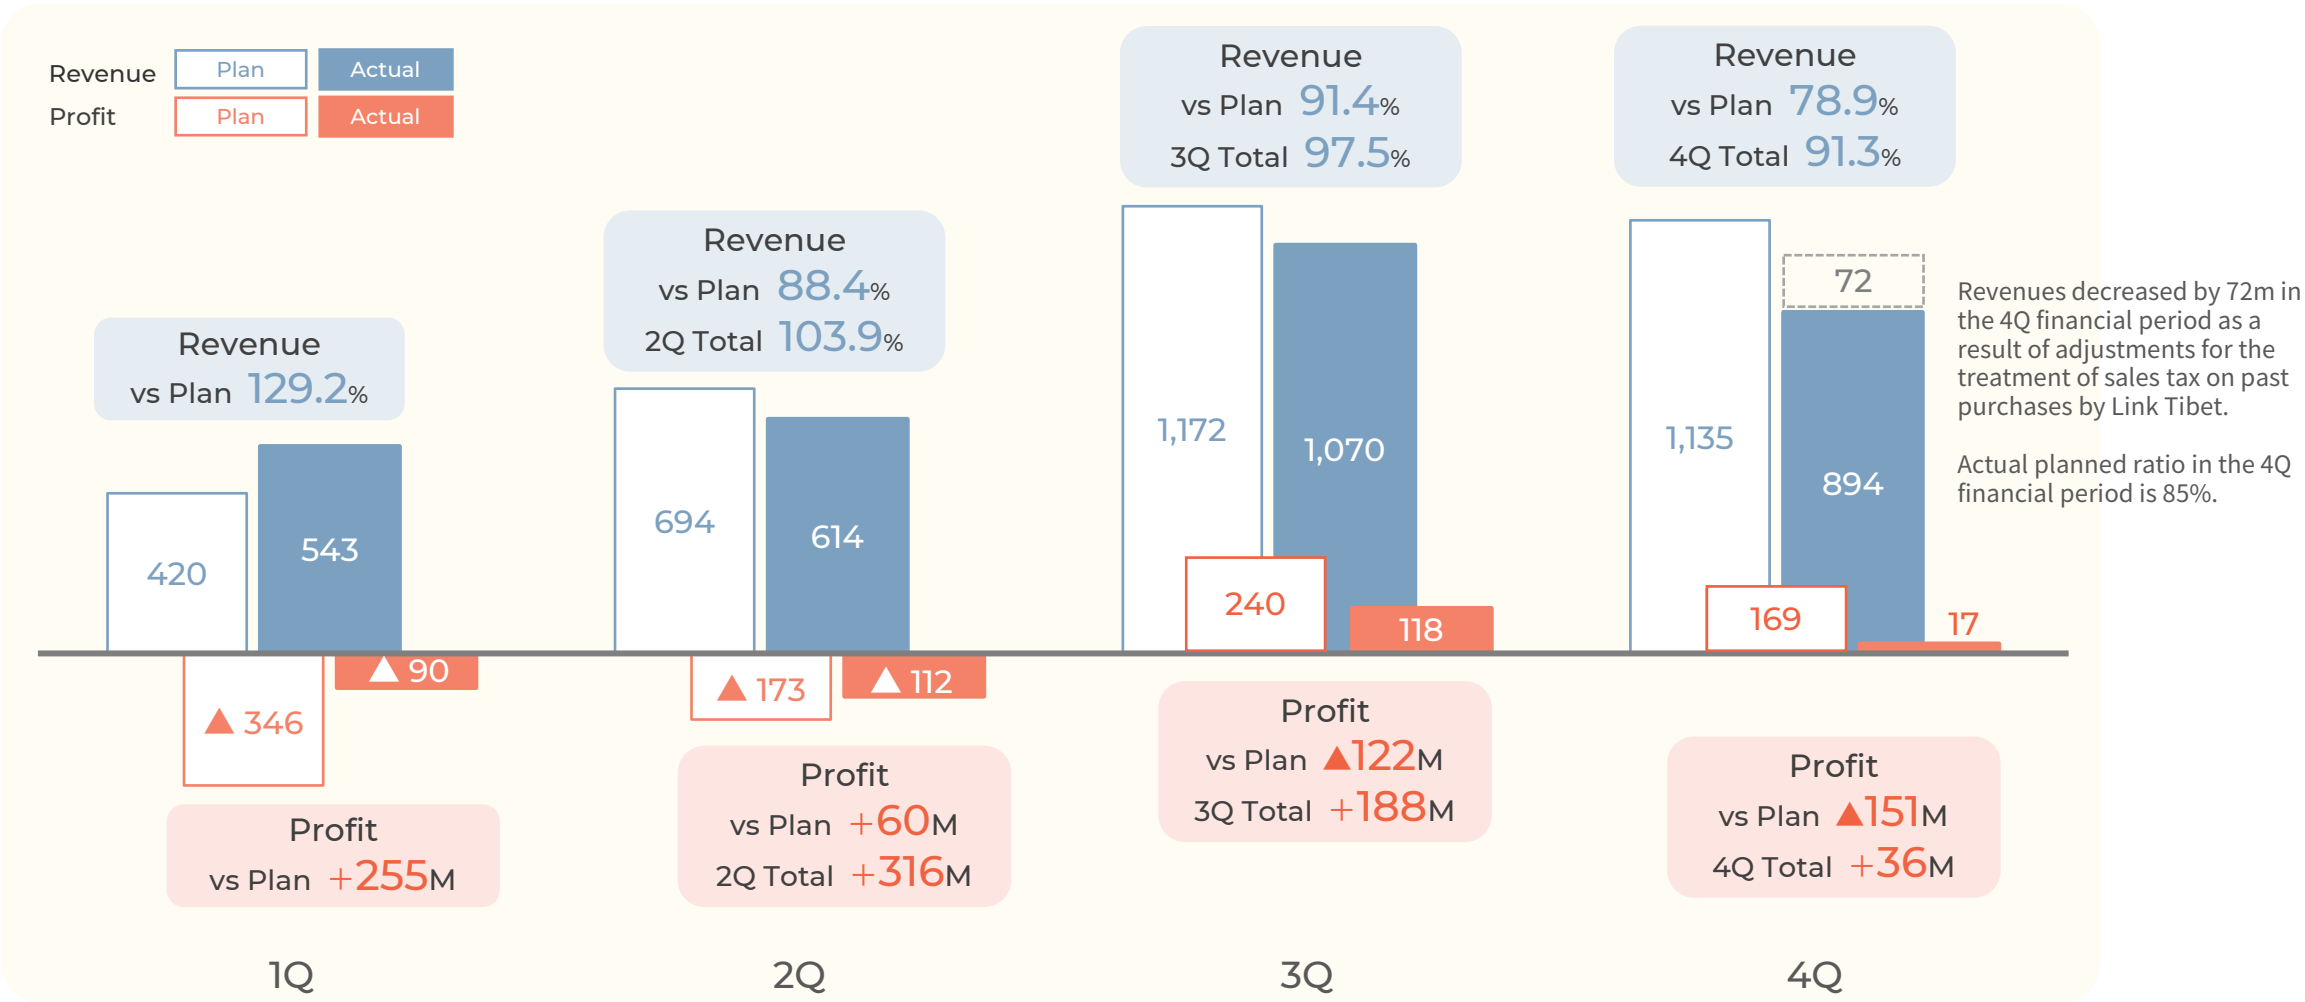 Revenue Plan Actual
Profit Plan Actual
Revenue
vs Plan 129.2%
420
543
▲ 346
▲ 90
Profit
vs Plan +255M
1Q
Revenue
vs Plan 88.4%
2Q Total 103.9%
694
614
▲ 173
▲ 112
Profit
vs Plan +60M
2Q Total +316M
2Q
Revenue
vs Plan 91.4%
3Q Total 97.5%
1,172
1,070
240
118
Profit
vs Plan ▲122M
3Q Total +188M
3Q
Revenue
vs Plan 78.9%
4Q Total 91.3%
1,135
72
894
169
17
Profit
vs Plan ▲151M
4Q Total +36M
4Q
Revenues decreased by 72m in
the 4Q financial period as a
result of adjustments for the
treatment of sales tax on past
purchases by Link Tibet.
Actual planned ratio in the 4Q
financial period is 85%.